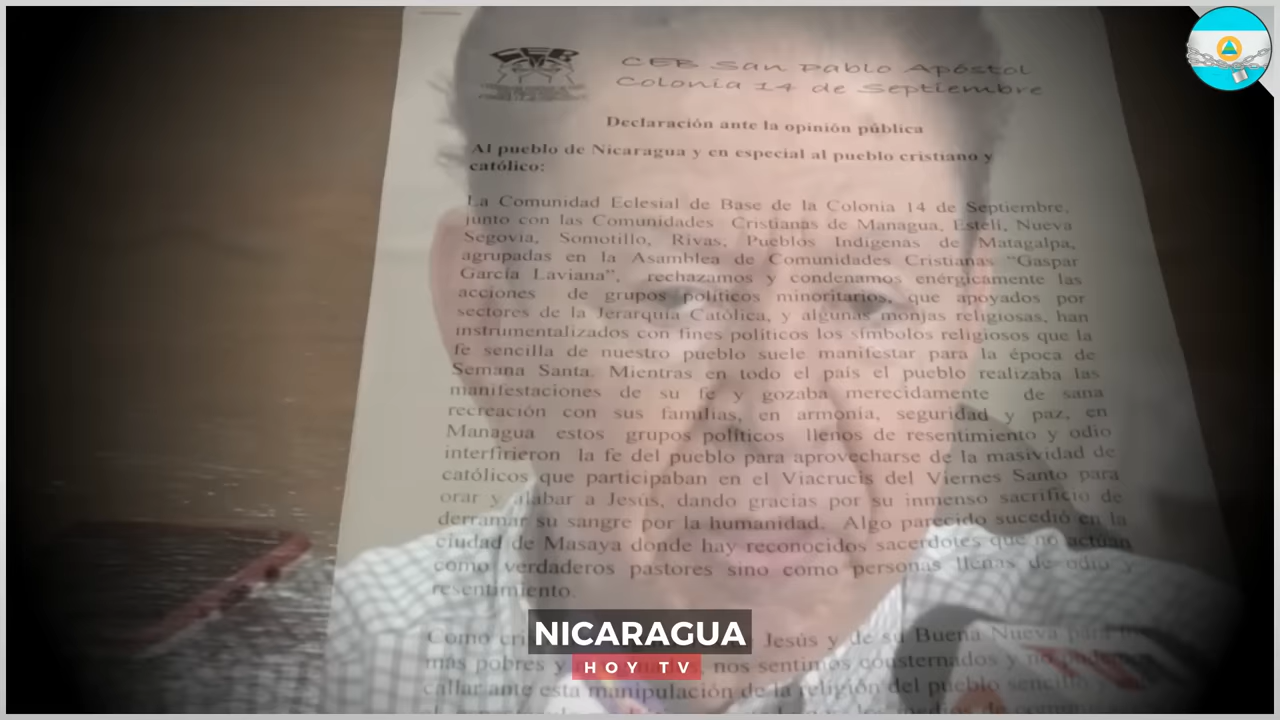 CEB
CEB San Pablo Apóstol
Colonia 14 de Septiembre
Declaración ante la opinión pública
Al pueblo de Nicaragua y en especial al pueblo cristiano y
católico:
La Comunidad Eclesial de Base de la Colonia 14 de Septiembre,
junto con las Comunidades Cristianas de Managua, Estelí, Nueva
Segovia, Somotillo, Rivas, Pueblos Indígenas de Matagalpa,
agrupadas en la Asamblea de Comunidades Cristianas "Gaspar
García Laviana", rechazamos y condenamos enérgicamente las
acciones de grupos políticos minoritarios, que apoyados por
sectores de la Jerarquía Católica, y algunas monjas religiosas, han
instrumentalizados con fines políticos los símbolos religiosos que la
fe sencilla de nuestro pueblo suele manifestar para la época de
Semana Santa. Mientras en todo el país el pueblo realizaba las
manifestaciones de su fe y gozaba merecidamente de sana
recreación con sus familias, en armonía, seguridad y paz, en
Managua estos grupos políticos llenos de resentimiento y odio
interfirieron la fe del pueblo para aprovecharse de la masividad de
católicos que participaban en el Viacrucis del Viernes Santo para
orar y alabar a Jesús, dando gracias por su inmenso sacrificio de
derramar su sangre por la humanidad. Algo parecido sucedió en la
ciudad de Masaya donde hay reconocidos sacerdotes que no actúan
como verdaderos pastores sino como personas llenas de odio y
resentimiento.
Como Jesús y de su Buena Nueva para
más pobres y nos sentimos consternados y no
callar ante esta manipulación de la religión del pueblo sencillo
NICARAGUA
HOY TV